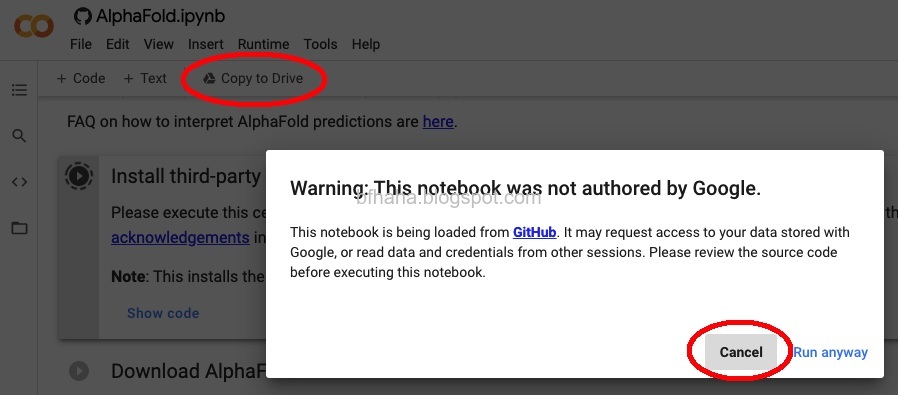 AlphaFold.ipynb
File Edit View Insert Runtime Tools Help
+ Code + Text Copy to Drive
FAQ on how to interpret AlphaFold predictions are here.
Install third-party
Please execute this ce
acknowledgements in
Note: This installs the
Show code
Download AlphaF
Warning: This notebook was not authored by Google.
bfhaha.blogspot.com
This notebook is being loaded from GitHub. It may request access to your data stored with
Google, or read data and credentials from other sessions. Please review the source code
before executing this notebook.
Cancel Run anyway